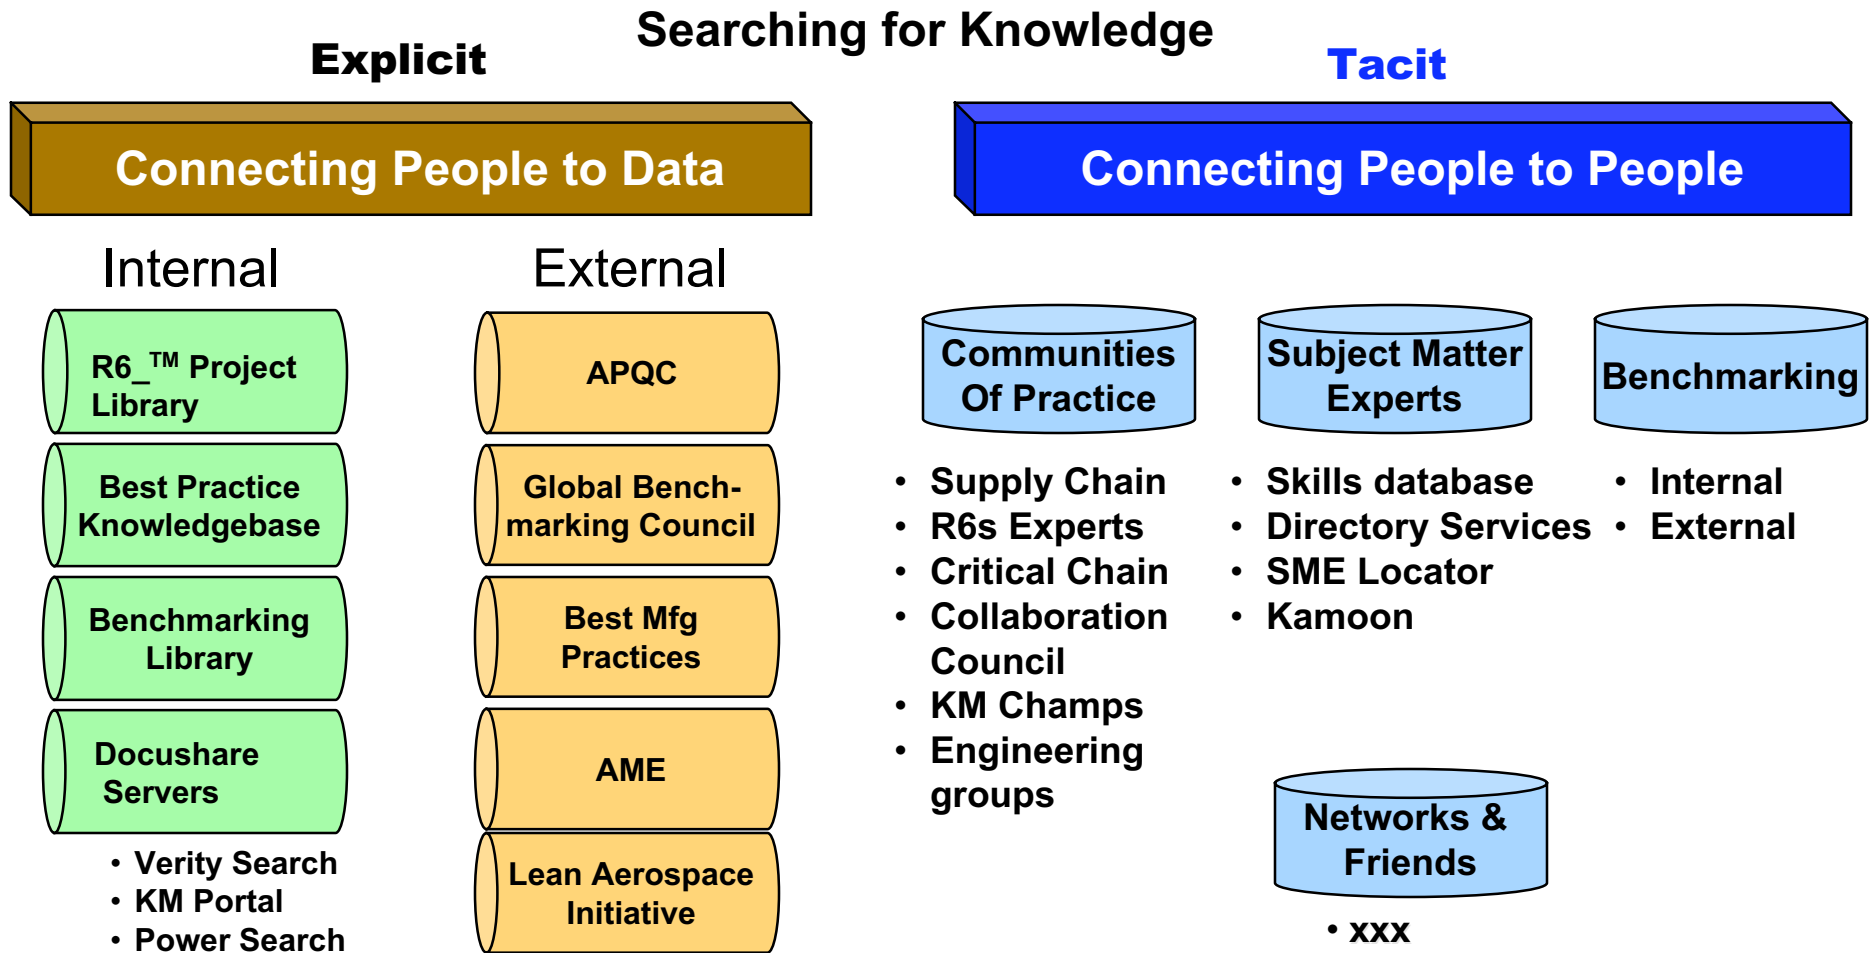 Searching for Knowledge
Explicit
Connecting People to Data
Internal
R6_™ Project
Library
Best Practice
Knowledgebase
Benchmarking
Library
Docushare
Servers
• Verity Search
• KM Portal
• Power Search
External
APQC
Global Bench-
marking Council
Best Mfg
Practices
AME
Lean Aerospace
Initiative
Tacit
Connecting People to People
Communities
Of Practice
• Supply Chain
• R6s Experts
• Critical Chain
• Collaboration
Council
• KM Champs
• Engineering
groups
Subject Matter
Experts
• Skills database
• Directory Services
• SME Locator
• Kamoon
Benchmarking
• Internal
• External
Networks &
Friends
• xxx